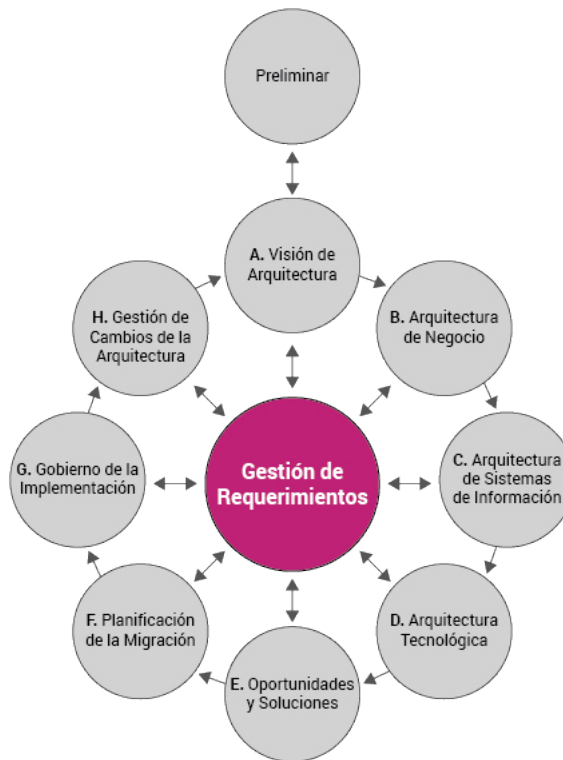 Preliminar
A. Visión de
Arquitectura
B. Arquitectura
de Negocio
C. Arquitectura
de Sistemas
de Información
D. Arquitectura
Tecnológica
E. Oportunidades
y Soluciones
F. Planificación
de la Migración
G. Gobierno de la
Implementación
H. Gestión de
Cambios de la
Arquitectura
Gestión de
Requerimientos